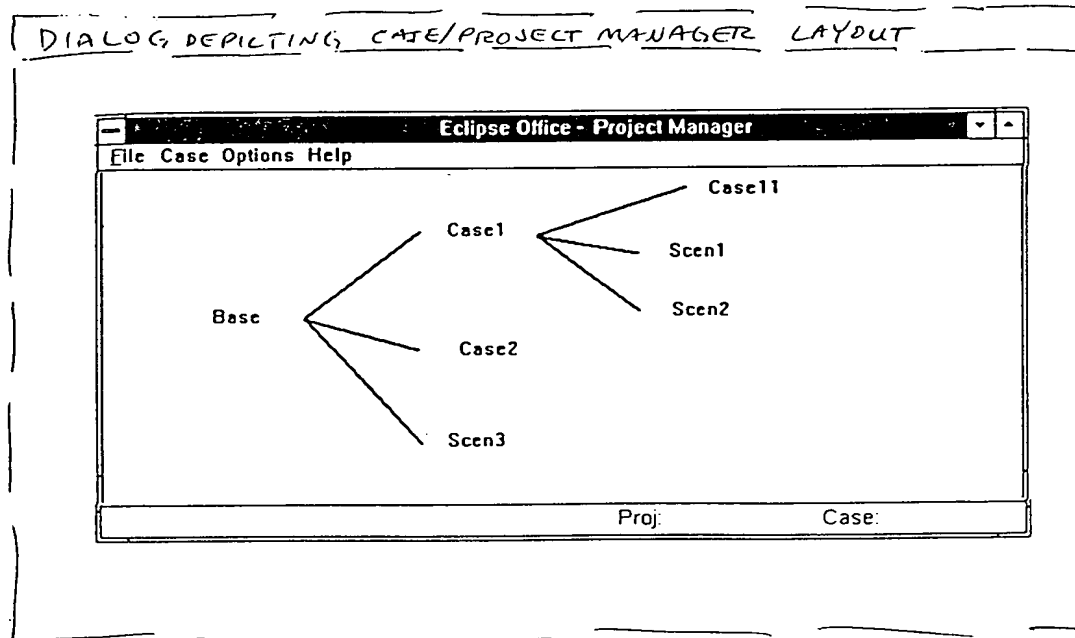 DIALOG DEPICTING CASE/PROJECT MANAGER LAYOUT
Eclipse Office - Project Manager
File Case Options Help
Case11
Case1
Scen1
Base
Scen2
Case2
Scen3
Proj: Case: